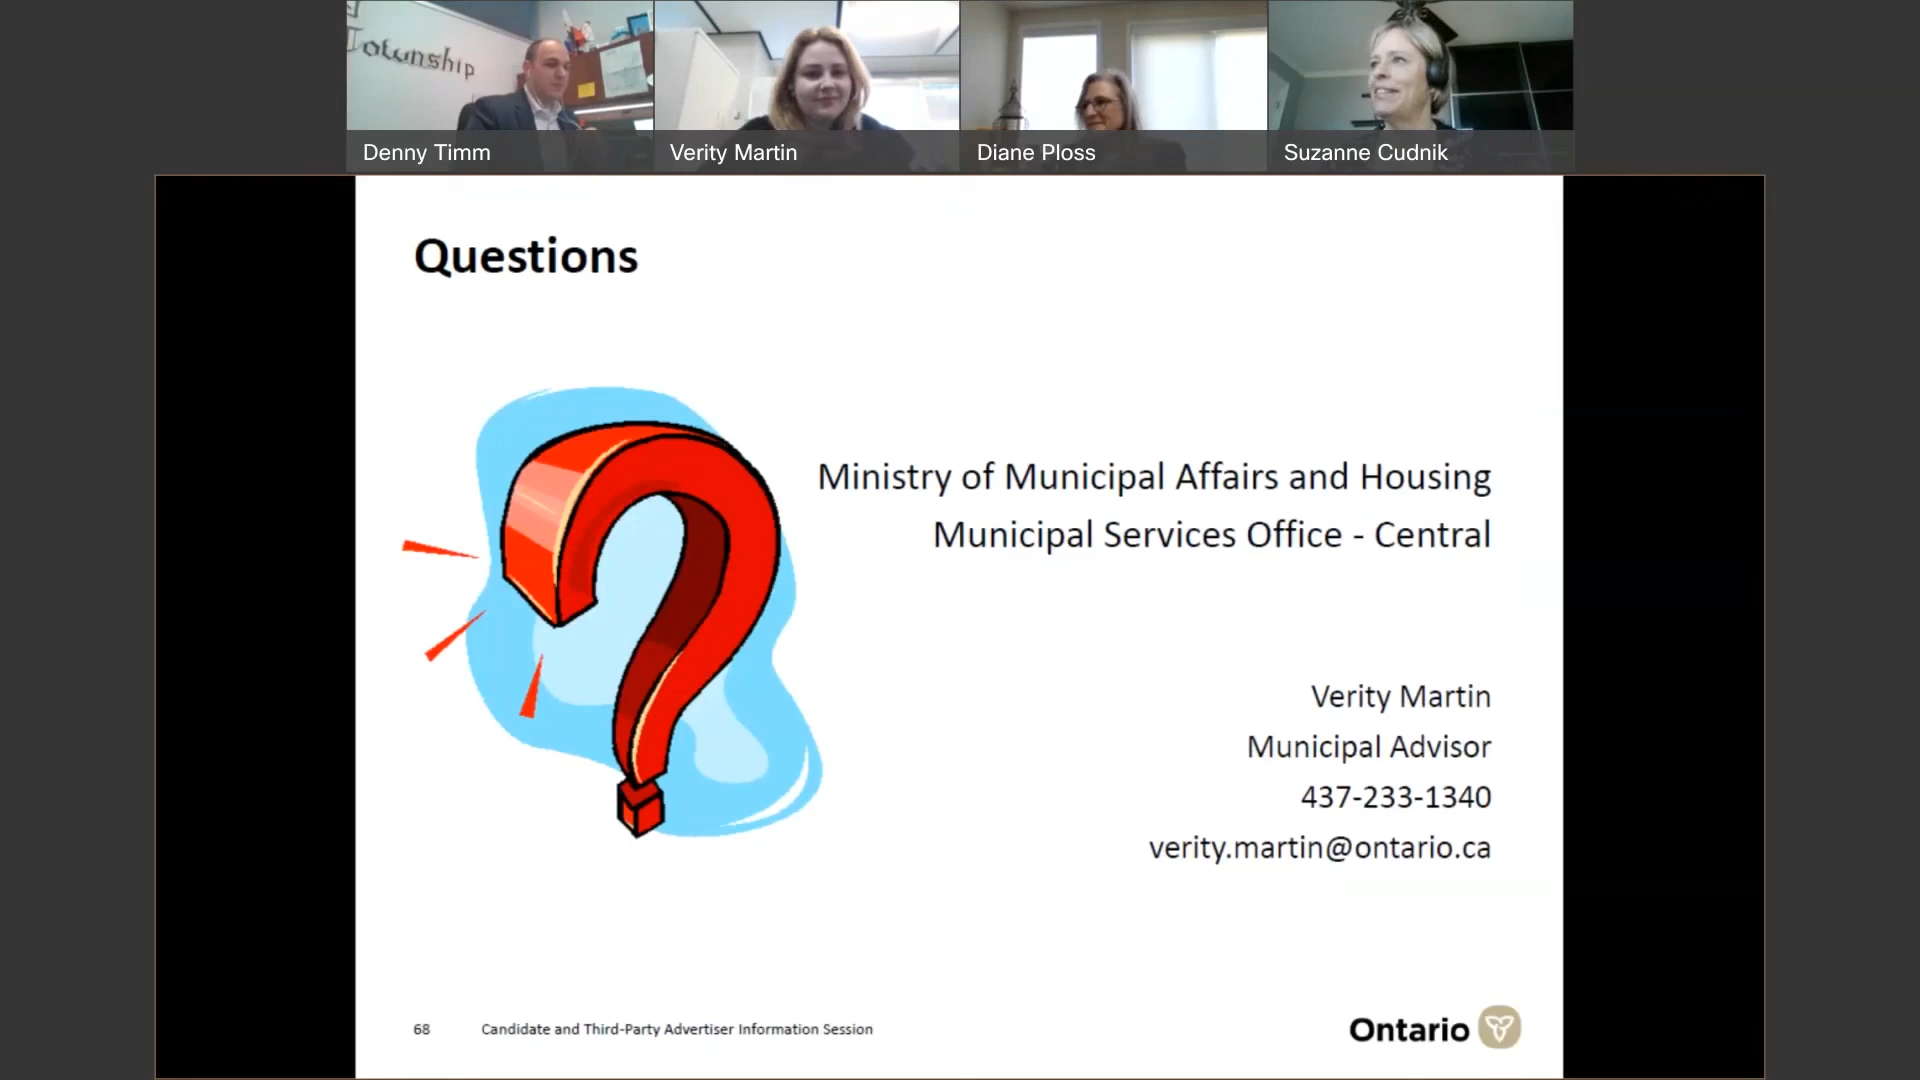 Township
Denny Timm
Verity Martin
Diane Ploss
Suzanne Cudnik
Questions
Ministry of Municipal Affairs and Housing
Municipal Services Office - Central
Verity Martin
Municipal Advisor
437-233-1340
verity.martin@ontario.ca
68
Candidate and Third-Party Advertiser Information Session
Ontario